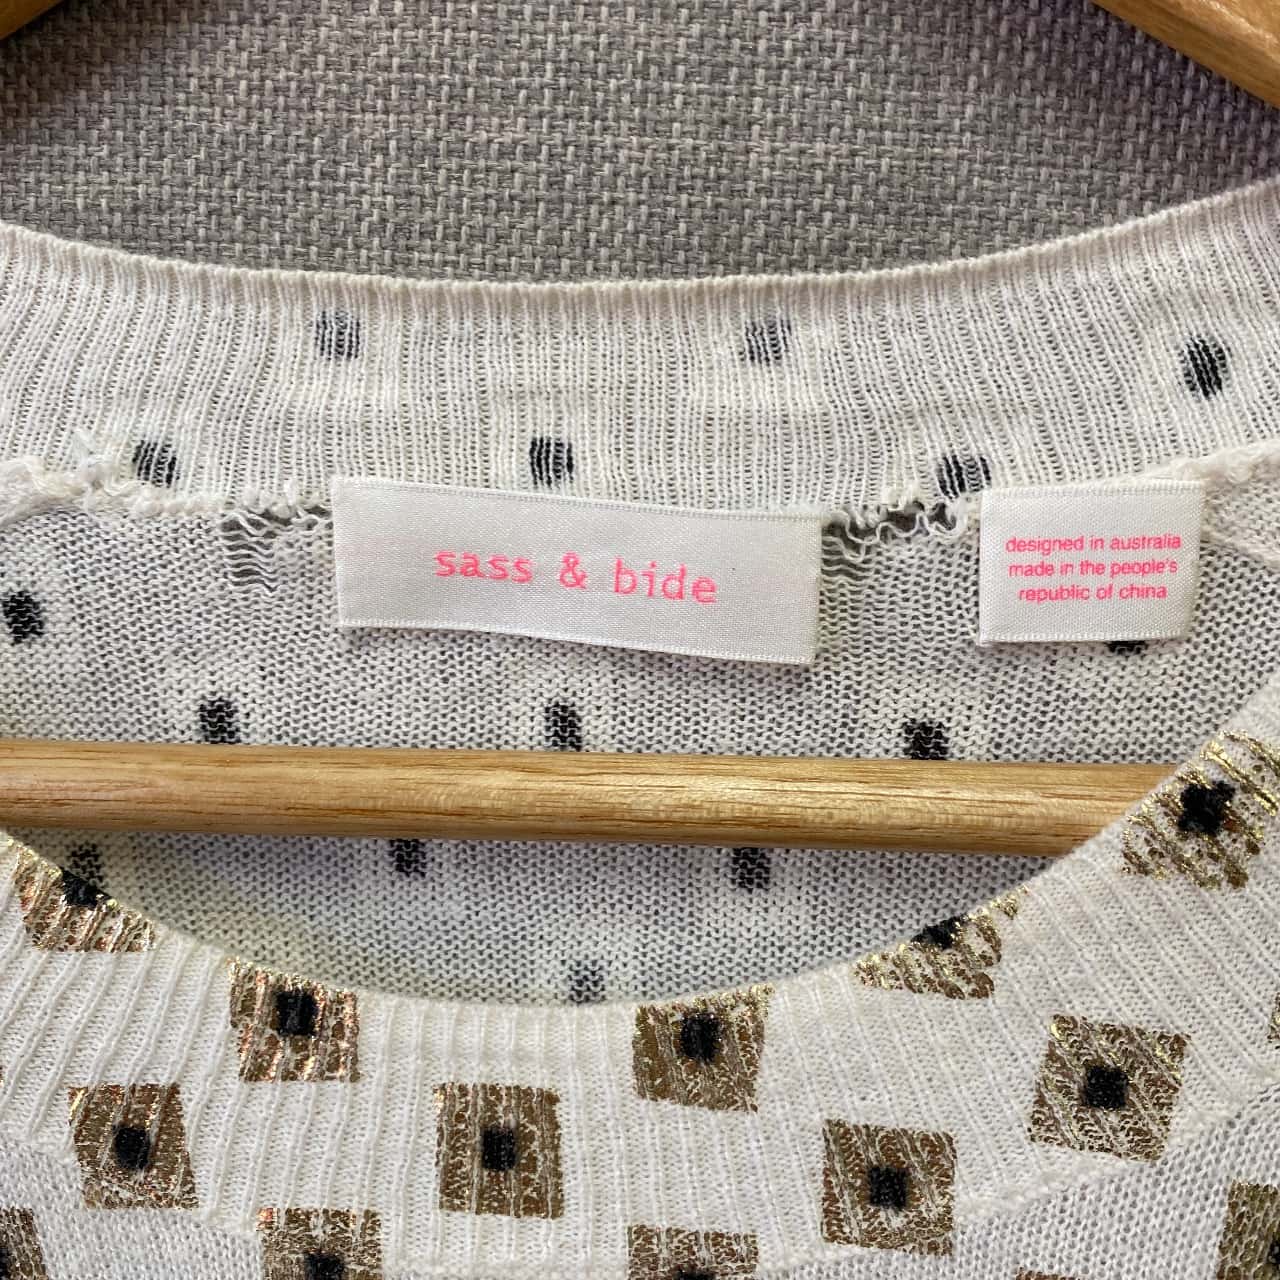 sass & bide
designed in australia
made in the people's
republic of china